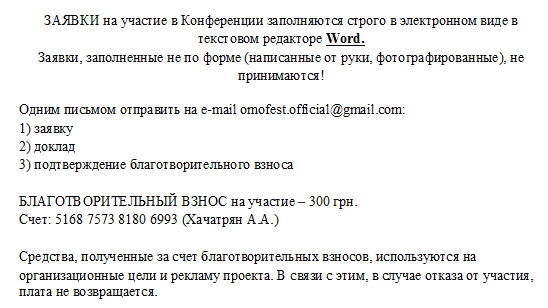 ЗАЯВКИ на участие в Конференции заполняются строго в электронном виде в
текстовом редакторе Word.
Заявки, заполненные не по форме (написанные от руки, фотографированные), не
принимаются!
Одним письмом отправить на e-mail omofest.official@gmail.com:
1) заявку
2) доклад
3) подтверждение благотворительного взноса
БЛАГОТВОРИТЕЛЬНЫЙ ВЗНОС на участие – 300 грн.
Счет: 5168 7573 8180 6993 (Хачатрян А.А.)
Средства, полученные за счет благотворительных взносов, используются на
организационные цели и рекламу проекта. В связи с этим, в случае отказа от участия,
плата не возвращается.